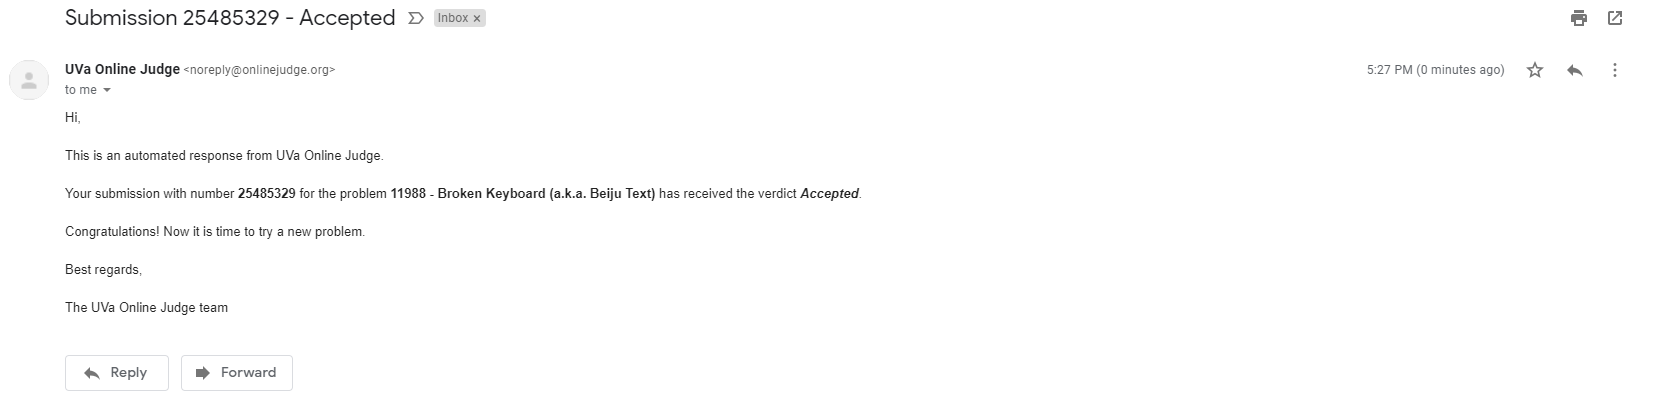 Submission 25485329 - Accepted Inbox ×
UVa Online Judge <noreply@onlinejudge.org> 5:27 PM (0 minutes ago)
to me
Hi,
This is an automated response from UVa Online Judge.
Your submission with number 25485329 for the problem 11988 - Broken Keyboard (a.k.a. Beiju Text) has received the verdict Accepted.
Congratulations! Now it is time to try a new problem.
Best regards,
The UVa Online Judge team
Reply Forward